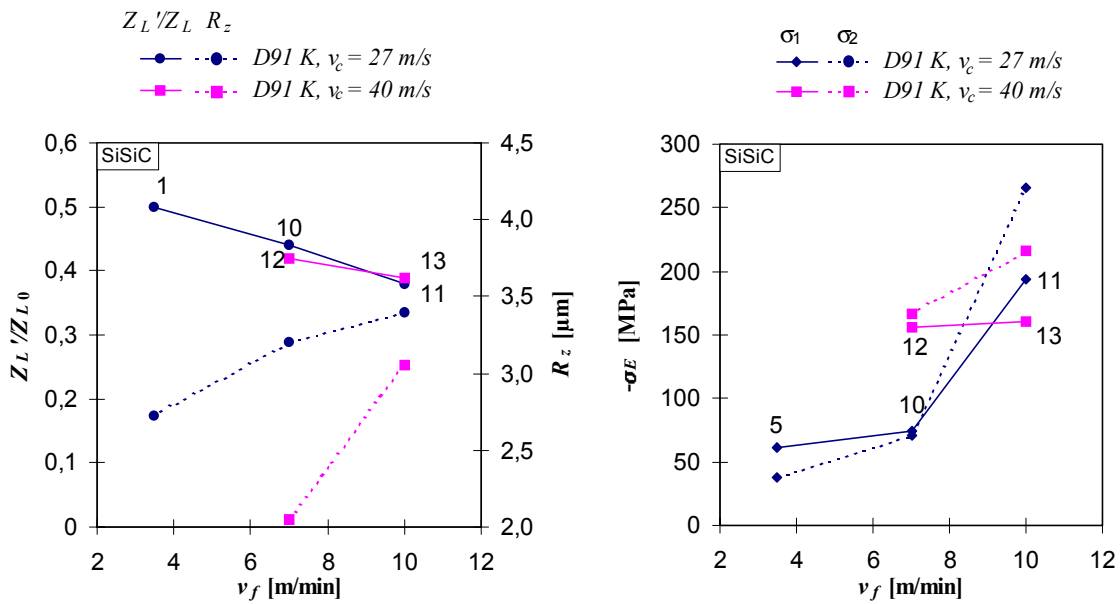 Z_L'/Z_L R_z
D91 K, v_c = 27 m/s
D91 K, v_c = 40 m/s
σ1 σ2
D91 K, v_c = 27 m/s
D91 K, v_c = 40 m/s
SiSiC
Z_L'/Z_L0
0,6
0,5
0,4
0,3
0,2
0,1
0
1
10
12
13
11
4,5
4,0
3,5
3,0
2,5
2,0
R_z [µm]
2 4 6 8 10 12
v_f [m/min]
SiSiC
-σE [MPa]
300
250
200
150
100
50
0
5
10
12
11
13
2 4 6 8 10 12
v_f [m/min]